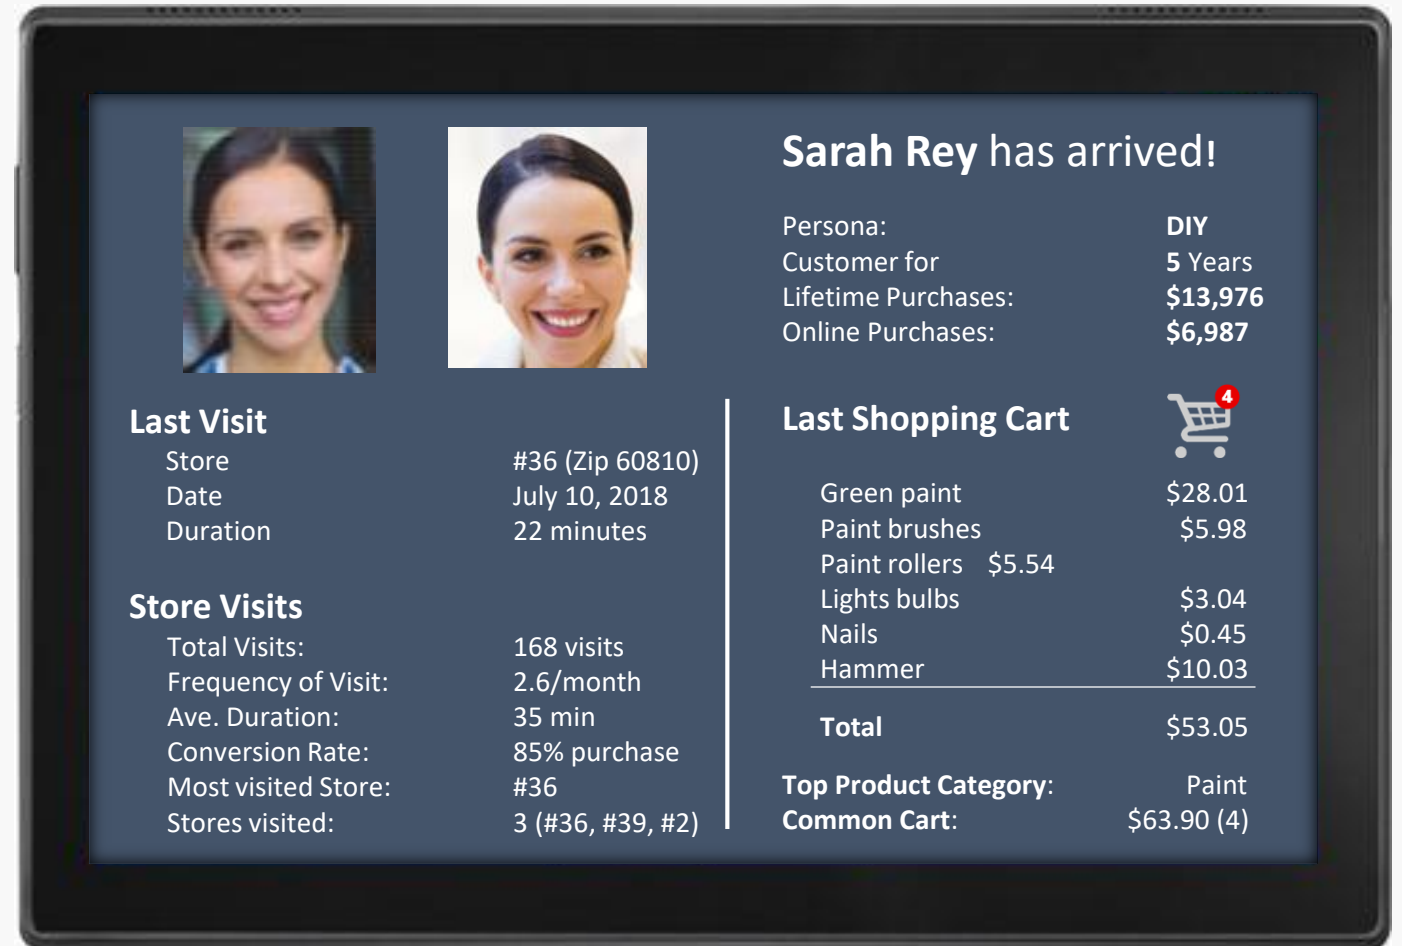 Sarah Rey has arrived!
Persona: DIY
Customer for 5 Years
Lifetime Purchases: $13,976
Online Purchases: $6,987
Last Visit
Store #36 (Zip 60810)
Date July 10, 2018
Duration 22 minutes
Store Visits
Total Visits: 168 visits
Frequency of Visit: 2.6/month
Ave. Duration: 35 min
Conversion Rate: 85% purchase
Most visited Store: #36
Stores visited: 3 (#36, #39, #2)
Last Shopping Cart 4
Green paint $28.01
Paint brushes $5.98
Paint rollers $5.54
Lights bulbs $3.04
Nails $0.45
Hammer $10.03
Total $53.05
Top Product Category: Paint
Common Cart: $63.90 (4)